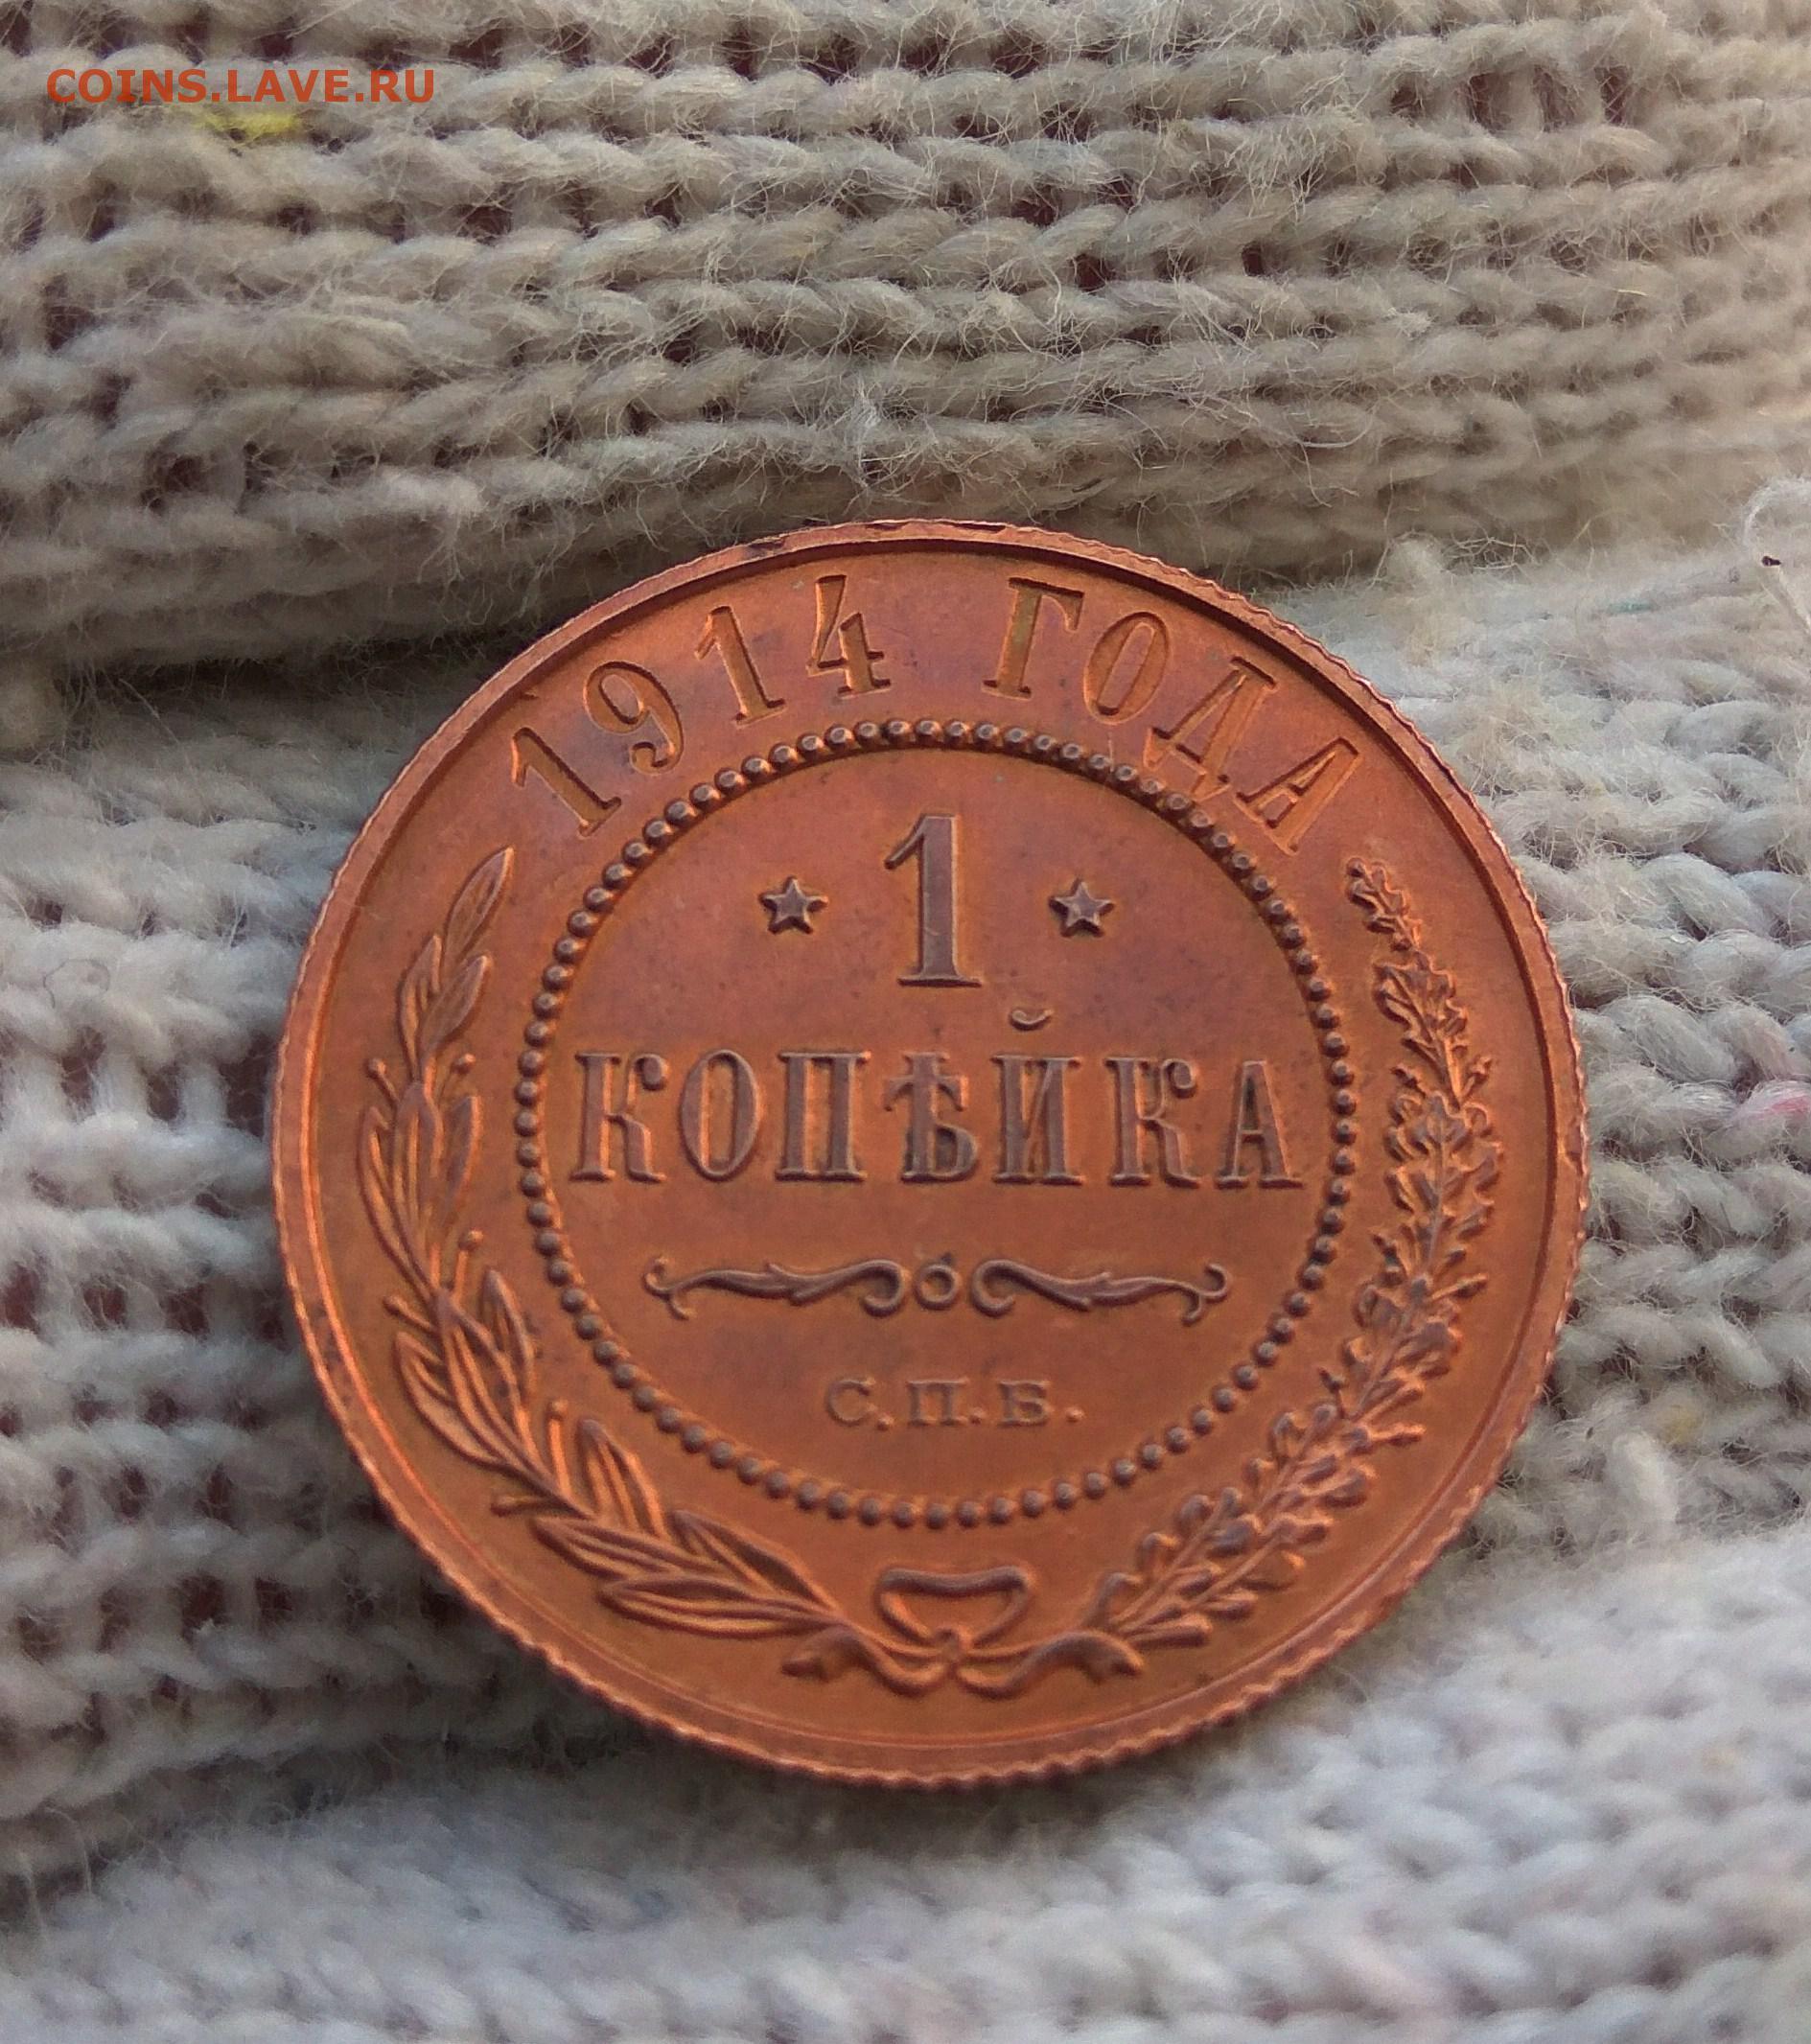 COINS.LAVE.RU
1914 ГОДА
1
КОПѢЙКА
С.П.Б.